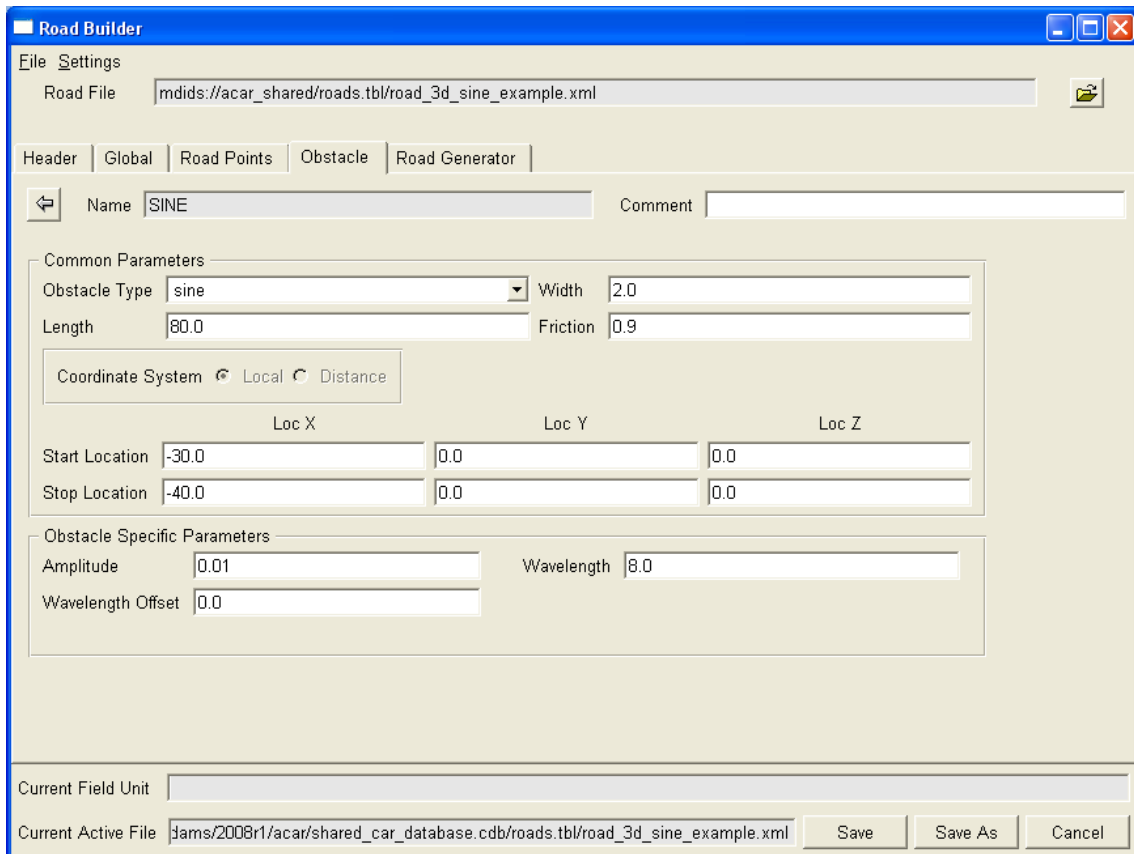 Road Builder
File Settings
Road File mdids://acar_shared/roads.tbl/road_3d_sine_example.xml
Header Global Road Points Obstacle Road Generator
Name SINE Comment
Common Parameters
Obstacle Type sine Width 2.0
Length 80.0 Friction 0.9
Coordinate System Local Distance
Loc X Loc Y Loc Z
Start Location -30.0 0.0 0.0
Stop Location -40.0 0.0 0.0
Obstacle Specific Parameters
Amplitude 0.01 Wavelength 8.0
Wavelength Offset 0.0
Current Field Unit
Current Active File dams/2008r1/acar/shared_car_database.cdb/roads.tbl/road_3d_sine_example.xml Save Save As Cancel